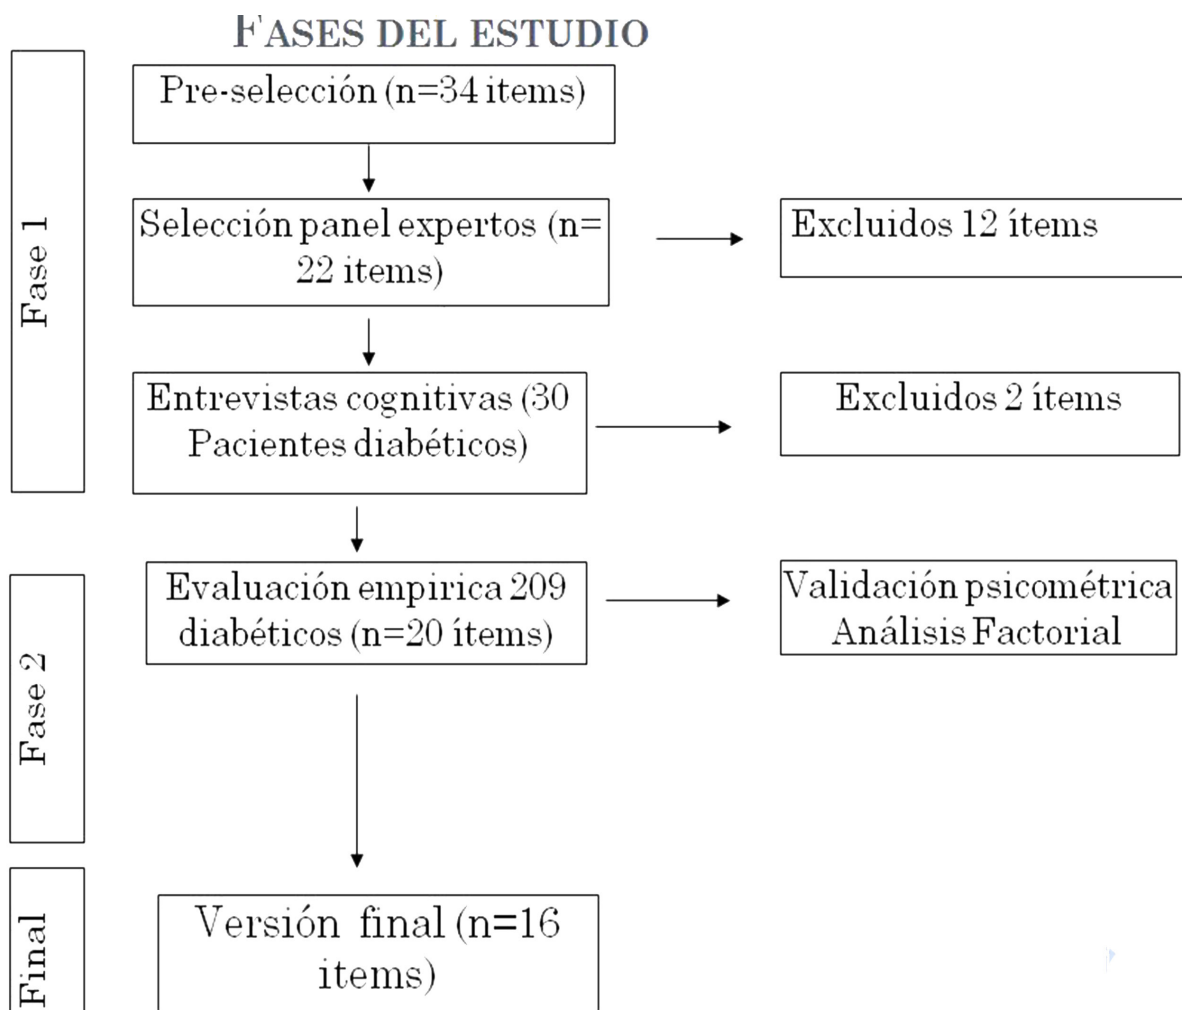 FASES DEL ESTUDIO
Fase 1
Pre-selección (n=34 items)
Selección panel expertos (n=
22 items)
Excluidos 12 ítems
Entrevistas cognitivas (30
Pacientes diabéticos)
Excluidos 2 ítems
Fase 2
Evaluación empirica 209
diabéticos (n=20 ítems)
Validación psicométrica
Análisis Factorial
Final
Versión final (n=16
items)